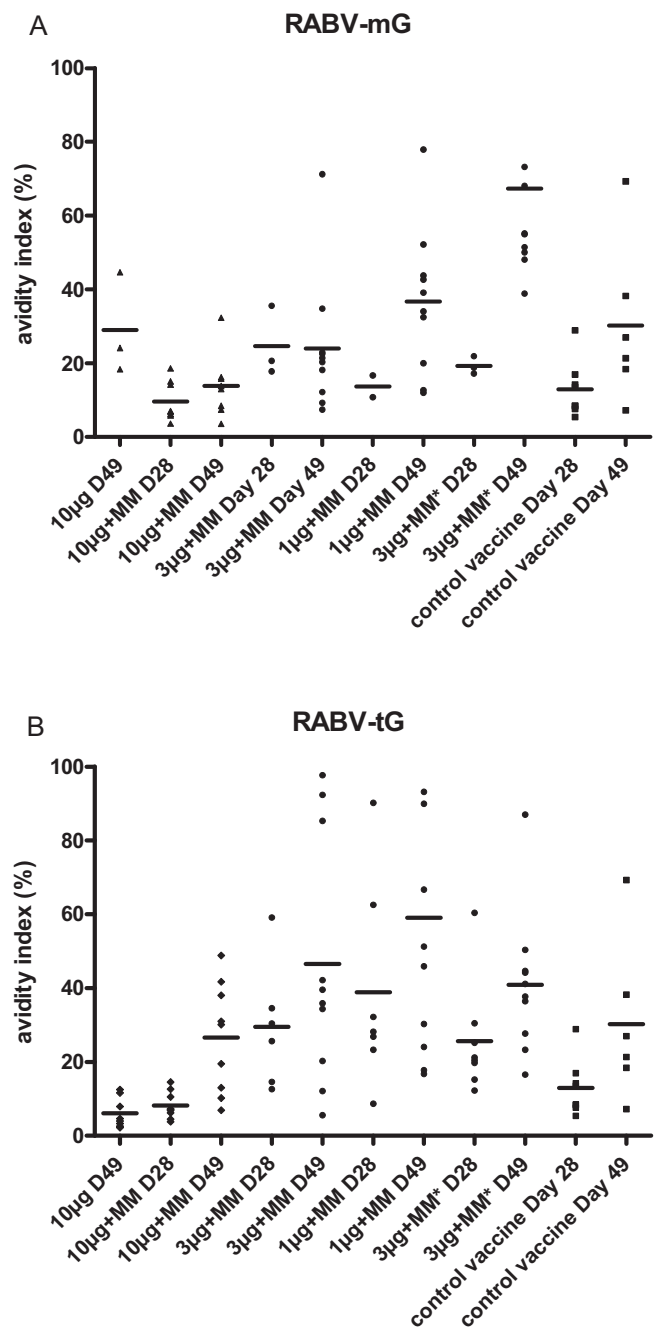 A
RABV-mG
avidity index (%)
100
80
60
40
20
0
10µg D49
10µg+MM D28
10µg+MM D49
3µg+MM Day 28
3µg+MM Day 49
1µg+MM D28
1µg+MM D49
3µg+MM* D28
3µg+MM* D49
control vaccine Day 28
control vaccine Day 49
B
RABV-tG
avidity index (%)
100
80
60
40
20
0
10µg D49
10µg+MM D28
10µg+MM D49
3µg+MM D28
3µg+MM D49
1µg+MM D28
1µg+MM D49
3µg+MM* D28
3µg+MM* D49
control vaccine Day 28
control vaccine Day 49